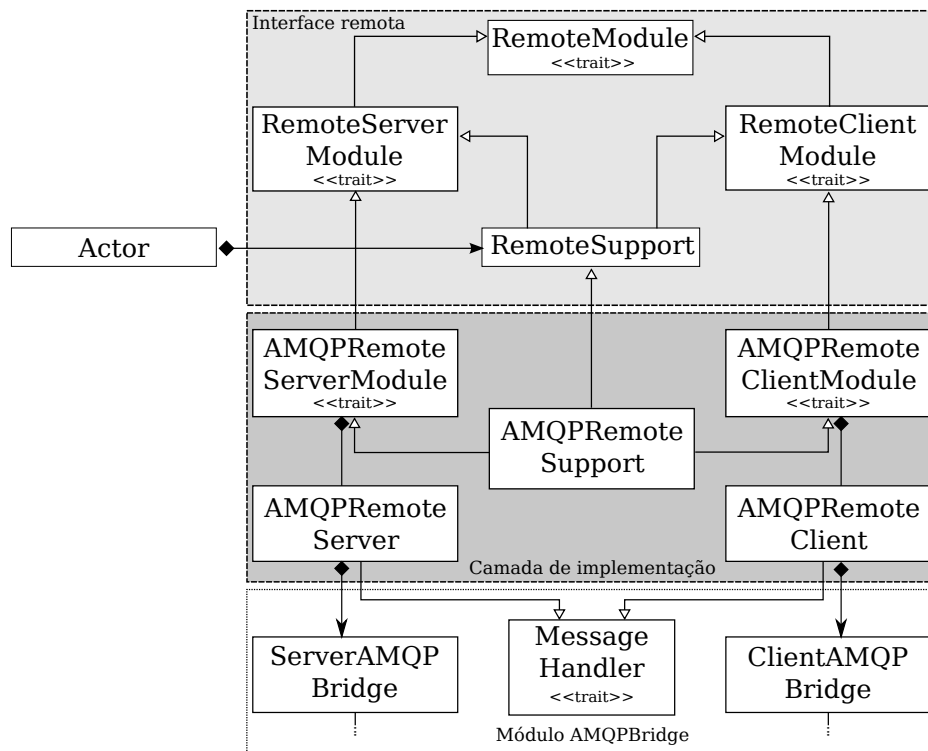 Interface remota
RemoteModule
<<trait>>
RemoteServer
Module
<<trait>>
RemoteClient
Module
<<trait>>
Actor
RemoteSupport
AMQPRemote
ServerModule
<<trait>>
AMQPRemote
ClientModule
<<trait>>
AMQPRemote
Support
AMQPRemote
Server
AMQPRemote
Client
Camada de implementação
ServerAMQP
Bridge
Message
Handler
<<trait>>
ClientAMQP
Bridge
Módulo AMQPBridge